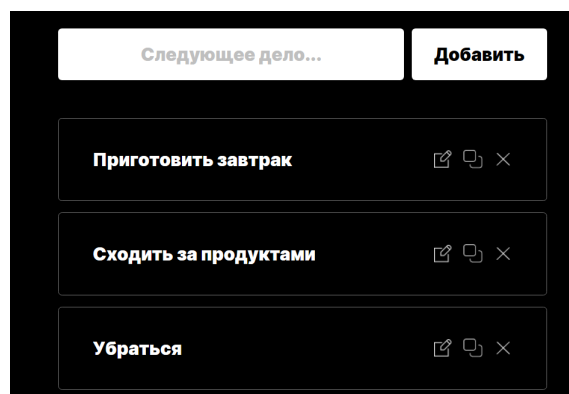 Следующее дело...
Добавить
Приготовить завтрак
Сходить за продуктами
Убраться